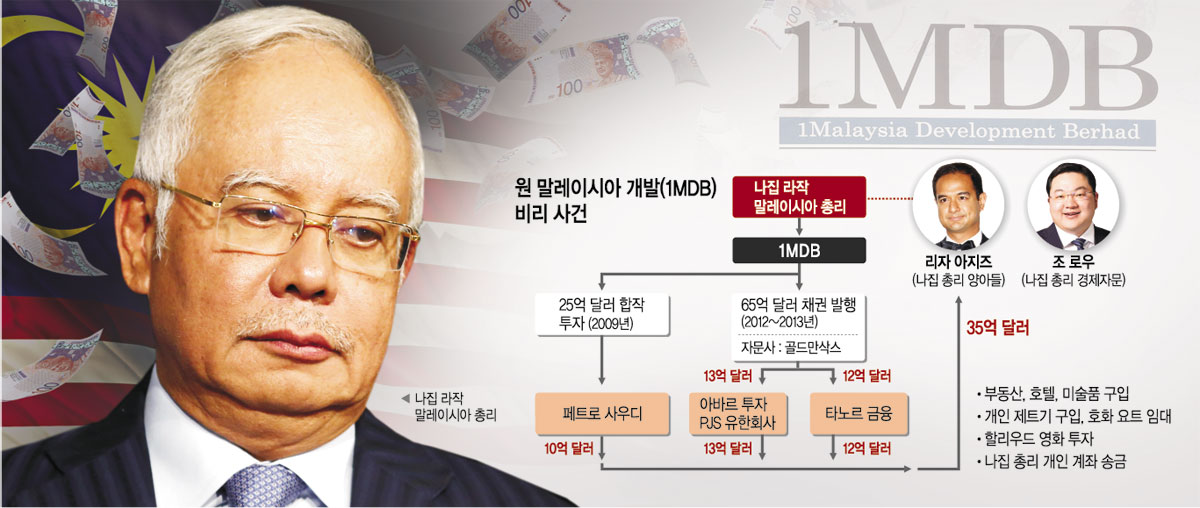 1MDB
1Malaysia Development Berhad
원 말레이시아 개발(1MDB)
비리 사건
나집 라작
말레이시아 총리
1MDB
리자 아지즈
(나집 총리 양아들)
조 로우
(나집 총리 경제자문)
25억 달러 합작
투자 (2009년)
65억 달러 채권 발행
(2012~2013년)
자문사 : 골드만삭스
35억 달러
13억 달러
12억 달러
페트로 사우디
아바르 투자
PJS 유한회사
타노르 금융
10억 달러
13억 달러
12억 달러
• 부동산, 호텔, 미술품 구입
• 개인 제트기 구입, 호화 요트 임대
• 할리우드 영화 투자
• 나집 총리 개인 계좌 송금
◀ 나집 라작
말레이시아 총리
100
100
100